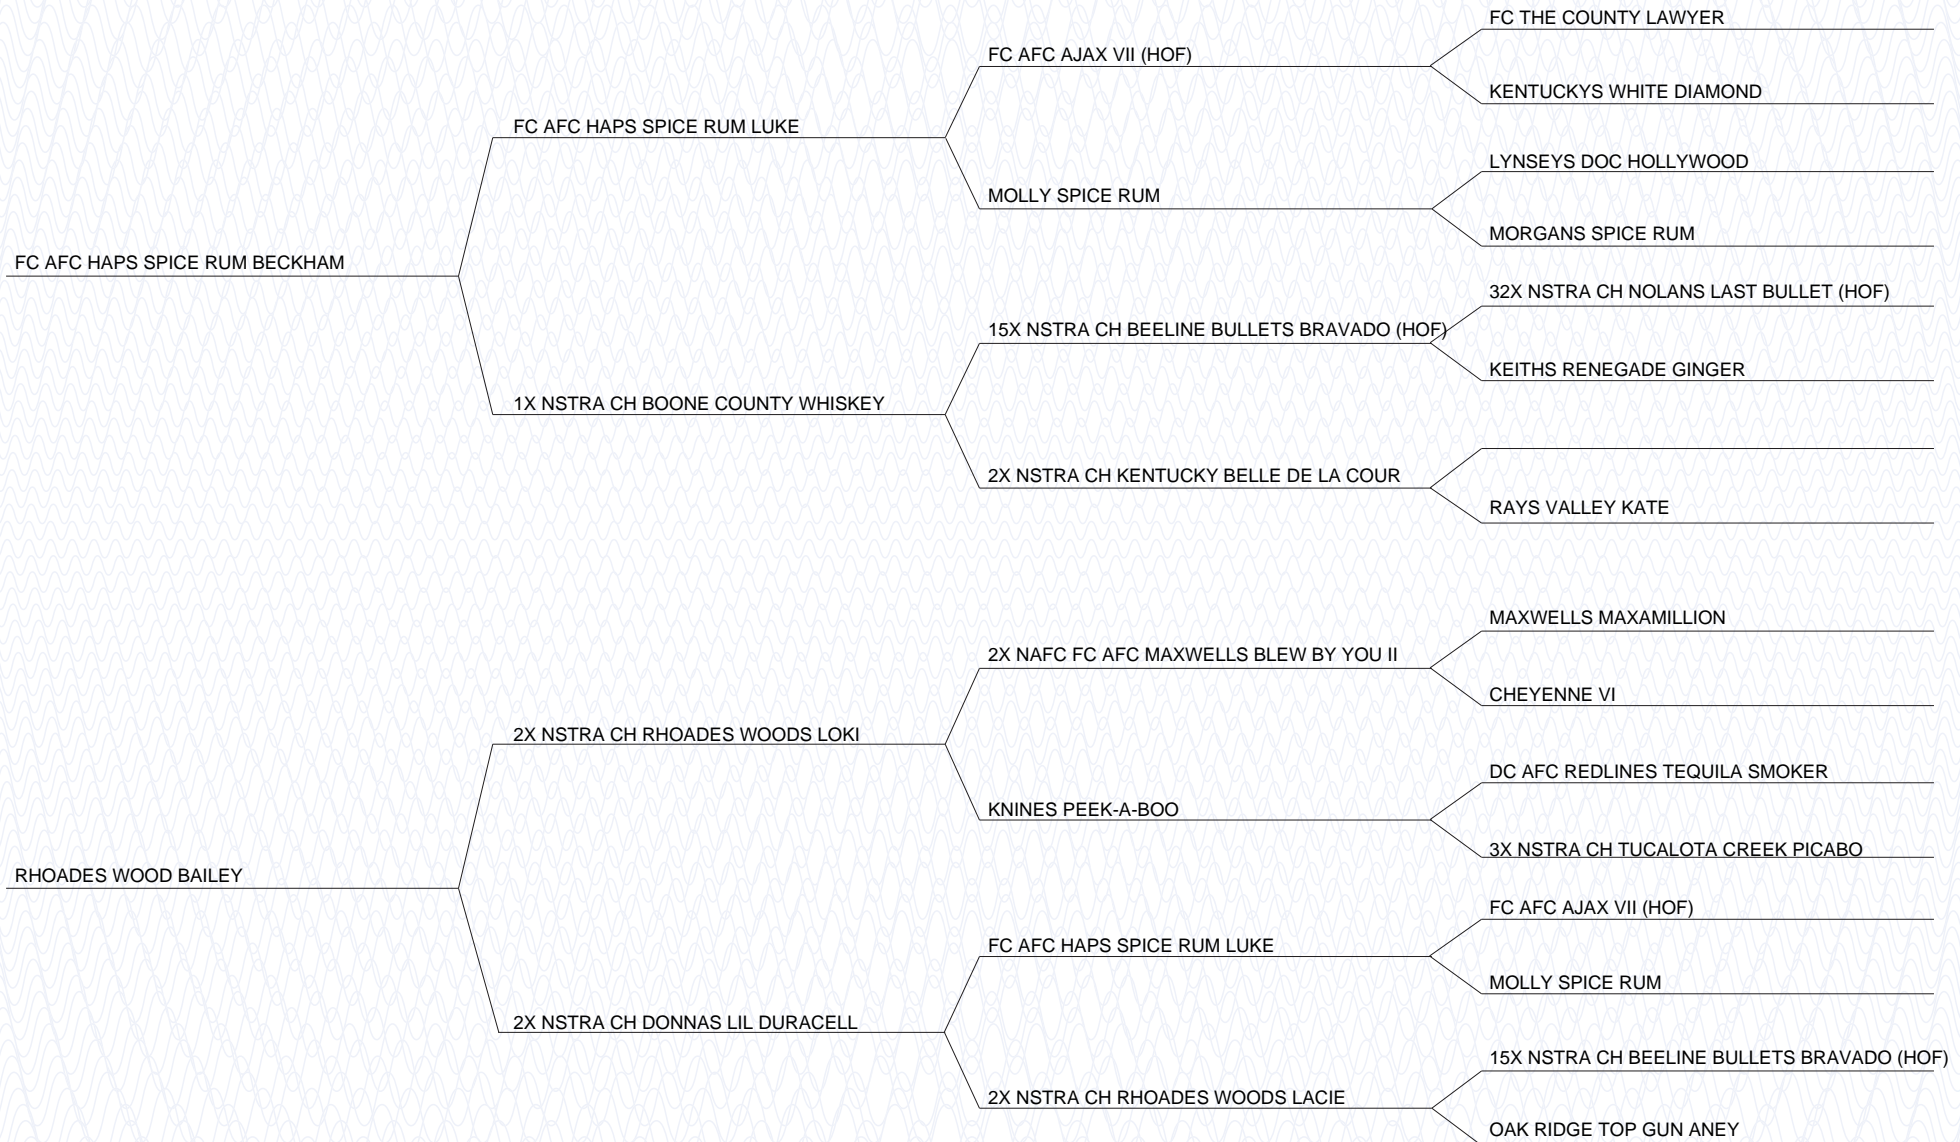 FC THE COUNTY LAWYER
FC AFC AJAX VII (HOF)
KENTUCKYS WHITE DIAMOND
FC AFC HAPS SPICE RUM LUKE
LYNSEYS DOC HOLLYWOOD
MOLLY SPICE RUM
MORGANS SPICE RUM
FC AFC HAPS SPICE RUM BECKHAM
32X NSTRA CH NOLANS LAST BULLET (HOF)
15X NSTRA CH BEELINE BULLETS BRAVADO (HOF)
KEITHS RENEGADE GINGER
1X NSTRA CH BOONE COUNTY WHISKEY
2X NSTRA CH KENTUCKY BELLE DE LA COUR
RAYS VALLEY KATE
MAXWELLS MAXAMILLION
2X NAFC FC AFC MAXWELLS BLEW BY YOU II
CHEYENNE VI
2X NSTRA CH RHOADES WOODS LOKI
DC AFC REDLINES TEQUILA SMOKER
KNINES PEEK-A-BOO
3X NSTRA CH TUCALOTA CREEK PICABO
RHOADES WOOD BAILEY
FC AFC AJAX VII (HOF)
FC AFC HAPS SPICE RUM LUKE
MOLLY SPICE RUM
2X NSTRA CH DONNAS LIL DURACELL
15X NSTRA CH BEELINE BULLETS BRAVADO (HOF)
2X NSTRA CH RHOADES WOODS LACIE
OAK RIDGE TOP GUN ANEY